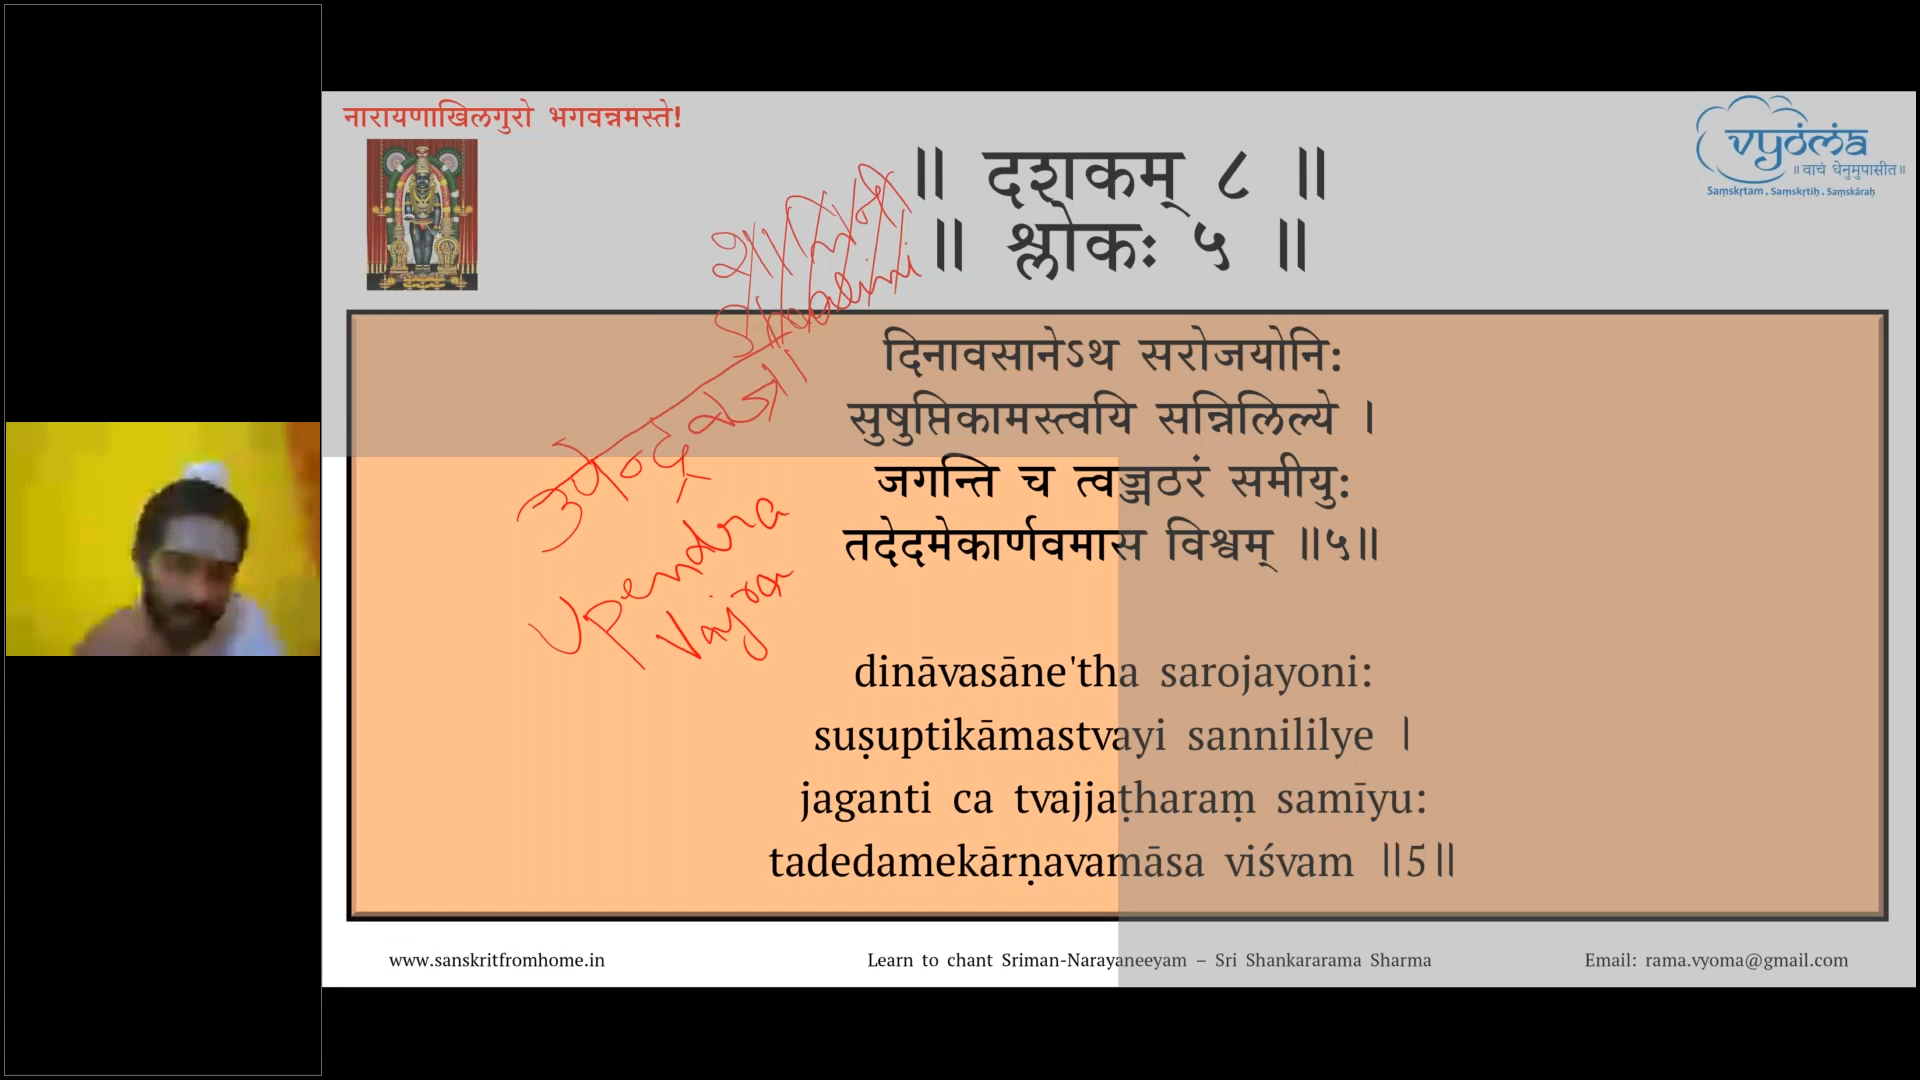 नारायणाखिलगुरो भगवन्नमस्ते!
vyoma
॥ वाचं धेनुमुपासीत॥
Saṃskṛtam , Saṃskṛtiḥ , Saṃskāraḥ
॥ दशकम् ८ ॥
॥ श्लोकः ५ ॥
शालिनी
Shalini
उपेन्द्रवज्रा
Upendra
Vajra
दिनावसानेऽथ सरोजयोनि:
सुषुप्तिकामस्त्वयि सन्निलिल्ये ।
जगन्ति च त्वज्जठरं समीयु:
तदेदमेकार्णवमास विश्वम् ॥५॥
dināvasāne'tha sarojayoni:
suṣuptikāmastvayi sannililye |
jaganti ca tvajjaṭharaṃ samīyu:
tadedamekārṇavamāsa viśvam ||5||
www.sanskritfromhome.in
Learn to chant Sriman-Narayaneeyam – Sri Shankararama Sharma
Email: rama.vyoma@gmail.com